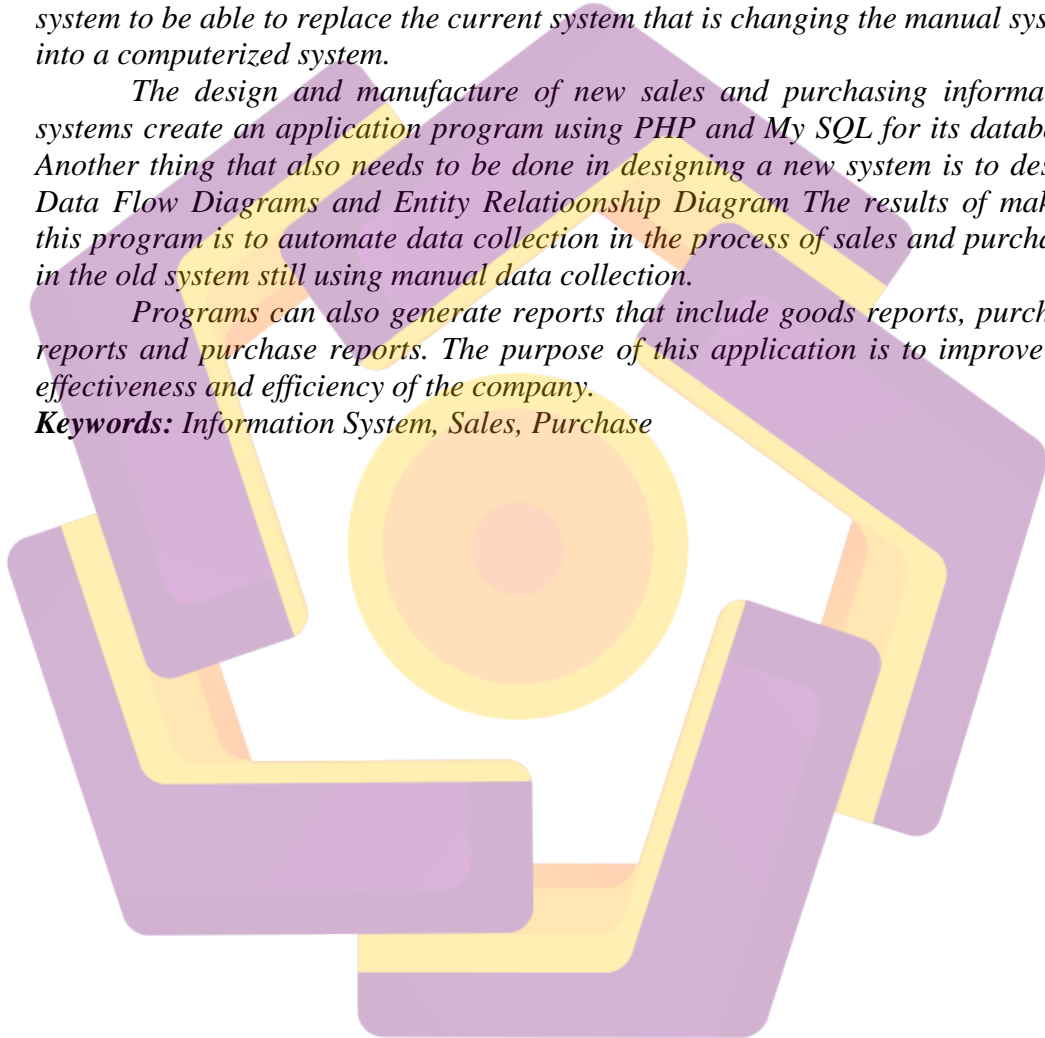 system to be able to replace the current system that is changing the manual sys
into a computerized system.
The design and manufacture of new sales and purchasing informa
systems create an application program using PHP and My SQL for its datab
Another thing that also needs to be done in designing a new system is to des
Data Flow Diagrams and Entity Relatioonship Diagram The results of mak
this program is to automate data collection in the process of sales and purcha
in the old system still using manual data collection.
Programs can also generate reports that include goods reports, purch
reports and purchase reports. The purpose of this application is to improve
effectiveness and efficiency of the company.
Keywords: Information System, Sales, Purchase